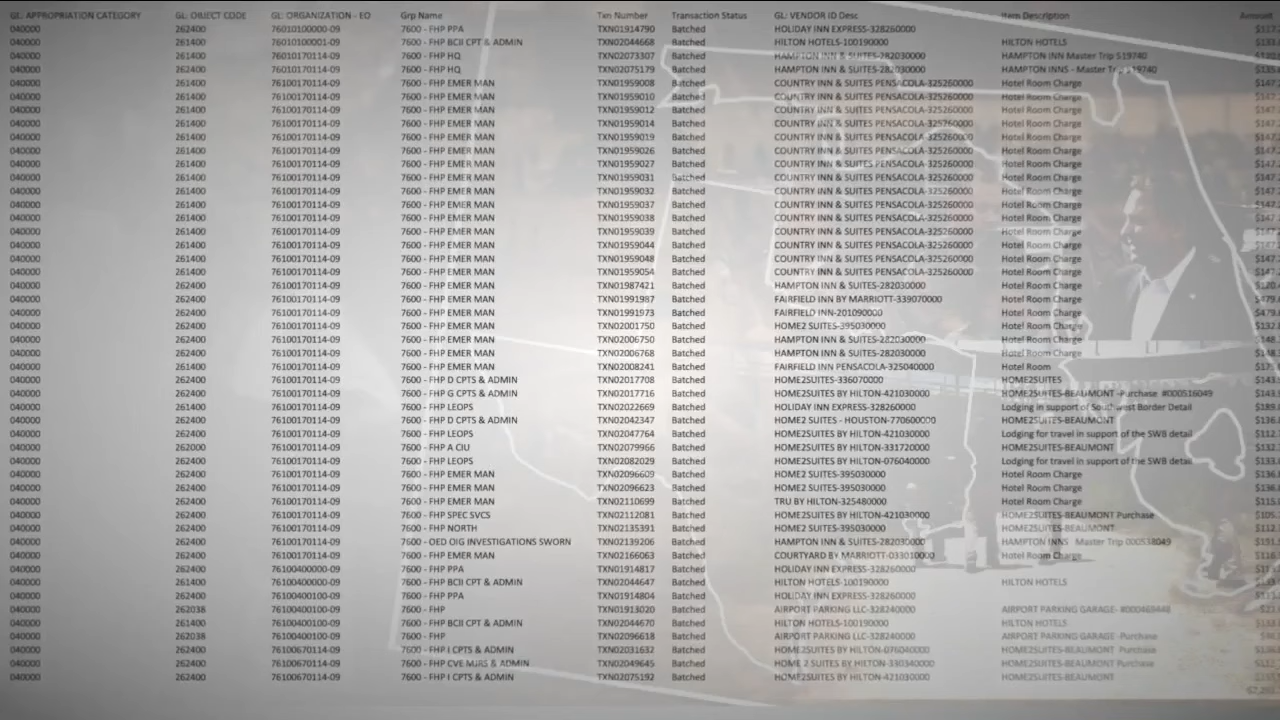 GL: APPROPRIATION CATEGORY GL: OBJECT CODE GL: ORGANIZATION - EO Grp Name Txn Number Transaction Status GL: VENDOR ID Desc Item Description Amount
040000 262400 76010100000-09 7600 - FHP PPA TXN01914790 Batched HOLIDAY INN EXPRESS-328260000
040000 262400 76010100001-09 7600 - FHP BCII CPT & ADMIN TXN02044668 Batched HILTON HOTELS-100190000 HILTON HOTELS
040000 262400 76010170114-09 7600 - FHP HQ TXN02073307 Batched HAMPTON INN & SUITES-282030000 HAMPTON INN Master Trip 519740
040000 262400 76010170114-09 7600 - FHP HQ TXN02075179 Batched HAMPTON INN & SUITES-282030000 HAMPTON INNS - Master Trip 519740
040000 261400 76100170114-09 7600 - FHP EMER MAN TXN01959008 Batched COUNTRY INN & SUITES PENSACOLA-325260000 Hotel Room Charge
040000 261400 76100170114-09 7600 - FHP EMER MAN TXN01959010 Batched COUNTRY INN & SUITES PENSACOLA-325260000 Hotel Room Charge
040000 261400 76100170114-09 7600 - FHP EMER MAN TXN01959012 Batched COUNTRY INN & SUITES PENSACOLA-325260000 Hotel Room Charge
040000 261400 76100170114-09 7600 - FHP EMER MAN TXN01959014 Batched COUNTRY INN & SUITES PENSACOLA-325260000 Hotel Room Charge
040000 261400 76100170114-09 7600 - FHP EMER MAN TXN01959019 Batched COUNTRY INN & SUITES PENSACOLA-325260000 Hotel Room Charge
040000 261400 76100170114-09 7600 - FHP EMER MAN TXN01959026 Batched COUNTRY INN & SUITES PENSACOLA-325260000 Hotel Room Charge
040000 261400 76100170114-09 7600 - FHP EMER MAN TXN01959027 Batched COUNTRY INN & SUITES PENSACOLA-325260000 Hotel Room Charge
040000 261400 76100170114-09 7600 - FHP EMER MAN TXN01959031 Batched COUNTRY INN & SUITES PENSACOLA-325260000 Hotel Room Charge
040000 261400 76100170114-09 7600 - FHP EMER MAN TXN01959032 Batched COUNTRY INN & SUITES PENSACOLA-325260000 Hotel Room Charge
040000 261400 76100170114-09 7600 - FHP EMER MAN TXN01959037 Batched COUNTRY INN & SUITES PENSACOLA-325260000 Hotel Room Charge
040000 261400 76100170114-09 7600 - FHP EMER MAN TXN01959038 Batched COUNTRY INN & SUITES PENSACOLA-325260000 Hotel Room Charge
040000 261400 76100170114-09 7600 - FHP EMER MAN TXN01959039 Batched COUNTRY INN & SUITES PENSACOLA-325260000 Hotel Room Charge
040000 261400 76100170114-09 7600 - FHP EMER MAN TXN01959044 Batched COUNTRY INN & SUITES PENSACOLA-325260000 Hotel Room Charge
040000 261400 76100170114-09 7600 - FHP EMER MAN TXN01959048 Batched COUNTRY INN & SUITES PENSACOLA-325260000 Hotel Room Charge
040000 261400 76100170114-09 7600 - FHP EMER MAN TXN01959054 Batched COUNTRY INN & SUITES PENSACOLA-325260000 Hotel Room Charge
040000 262400 76100170114-09 7600 - FHP EMER MAN TXN01987421 Batched HAMPTON INN & SUITES-282030000 Hotel Room Charge
040000 262400 76100170114-09 7600 - FHP EMER MAN TXN01991987 Batched FAIRFIELD INN BY MARRIOTT-339070000 Hotel Room Charge
040000 262400 76100170114-09 7600 - FHP EMER MAN TXN01991973 Batched FAIRFIELD INN-201090000 Hotel Room Charge
040000 262400 76100170114-09 7600 - FHP EMER MAN TXN02001750 Batched HOME2 SUITES-395030000 Hotel Room Charge
040000 262400 76100170114-09 7600 - FHP EMER MAN TXN02006750 Batched HAMPTON INN & SUITES-282030000 Hotel Room Charge
040000 262400 76100170114-09 7600 - FHP EMER MAN TXN02006768 Batched HAMPTON INN & SUITES-282030000 Hotel Room Charge
040000 261400 76100170114-09 7600 - FHP EMER MAN TXN02008241 Batched FAIRFIELD INN PENSACOLA-325040000 Hotel Room
040000 262400 76100170114-09 7600 - FHP D CPTS & ADMIN TXN02017708 Batched HOME2SUITES-336070000 HOME2SUITES
040000 262400 76100170114-09 7600 - FHP G CPTS & ADMIN TXN02017716 Batched HOME2SUITES BY HILTON-421030000 HOME2SUITES-BEAUMONT -Purchase #000516049
040000 261400 76100170114-09 7600 - FHP LEOPS TXN02022669 Batched HOLIDAY INN EXPRESS-328260000 Lodging in support of Southwest Border Detail
040000 262400 76100170114-09 7600 - FHP D CPTS & ADMIN TXN02042347 Batched HOME2 SUITES - HOUSTON-770600000 HOME2SUITES-BEAUMONT
040000 261400 76100170114-09 7600 - FHP LEOPS TXN02047764 Batched HOME2SUITES BY HILTON-421030000 Lodging for travel in support of the SWB detail
040000 262000 76100170114-09 7600 - FHP A CIU TXN02079966 Batched HOME2SUITES BY HILTON-331720000 HOME2SUITES-BEAUMONT
040000 261400 76100170114-09 7600 - FHP LEOPS TXN02082029 Batched HOME2SUITES BY HILTON-076040000 Lodging for travel in support of the SWB detail
040000 262400 76100170114-09 7600 - FHP EMER MAN TXN02096609 Batched HOME2 SUITES-395030000 Hotel Room Charge
040000 262400 76100170114-09 7600 - FHP EMER MAN TXN02096623 Batched HOME2 SUITES-395030000 Hotel Room Charge
040000 262400 76100170114-09 7600 - FHP EMER MAN TXN02110699 Batched TRU BY HILTON-325480000 Hotel Room Charge
040000 262400 76100170114-09 7600 - FHP SPEC SVCS TXN02112081 Batched HOME2SUITES BY HILTON-421030000 HOME2SUITES-BEAUMONT Purchase
040000 262400 76100170114-09 7600 - FHP NORTH TXN02135391 Batched HOME2 SUITES-395030000 HOME2SUITES-BEAUMONT
040000 262400 76100170114-09 7600 - OED OIG INVESTIGATIONS SWORN TXN02139206 Batched HAMPTON INN & SUITES-282030000 HAMPTON INNS Master Trip 000538049
040000 262400 76100170114-09 7600 - FHP EMER MAN TXN02166063 Batched COURTYARD BY MARRIOTT-033010000 Hotel Room Charge
040000 262400 76100400000-09 7600 - FHP PPA TXN01914817 Batched HOLIDAY INN EXPRESS-328260000
040000 261400 76100400000-09 7600 - FHP BCII CPT & ADMIN TXN02044647 Batched HILTON HOTELS-100190000 HILTON HOTELS
040000 262400 76100400100-09 7600 - FHP PPA TXN01914804 Batched HOLIDAY INN EXPRESS-328260000
040000 262038 76100400100-09 7600 - FHP TXN01913020 Batched AIRPORT PARKING LLC-328240000 AIRPORT PARKING GARAGE-
040000 261400 76100400100-09 7600 - FHP BCII CPT & ADMIN TXN02044670 Batched HILTON HOTELS-100190000 HILTON HOTELS
040000 262038 76100400100-09 7600 - FHP TXN02096618 Batched AIRPORT PARKING LLC-328240000 AIRPORT PARKING GARAGE -Purchase
040000 262400 76100670114-09 7600 - FHP I CPTS & ADMIN TXN02031632 Batched HOME2SUITES BY HILTON-076040000 HOME2SUITES-BEAUMONT Purchase
040000 262400 76100670114-09 7600 - FHP CVE MJRS & ADMIN TXN02049645 Batched HOME 2 SUITES BY HILTON-330340000 HOME2SUITES-BEAUMONT Purchase
040000 262400 76100670114-09 7600 - FHP I CPTS & ADMIN TXN02075192 Batched HOME2SUITES BY HILTON-421030000 HOME2SUITES-BEAUMONT